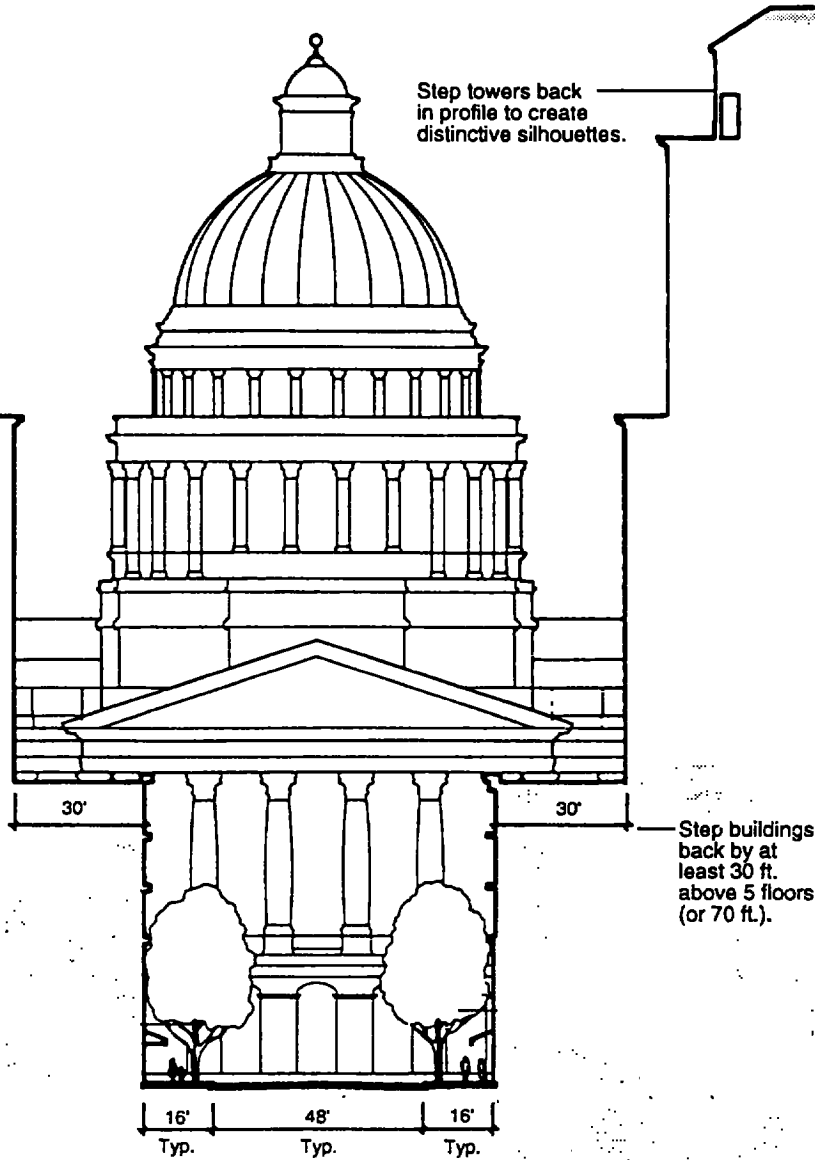 Step towers back
in profile to create
distinctive silhouettes.
30'
30'
Step buildings
back by at
least 30 ft.
above 5 floors
(or 70 ft.).
16'
48'
16'
Typ.
Typ.
Typ.